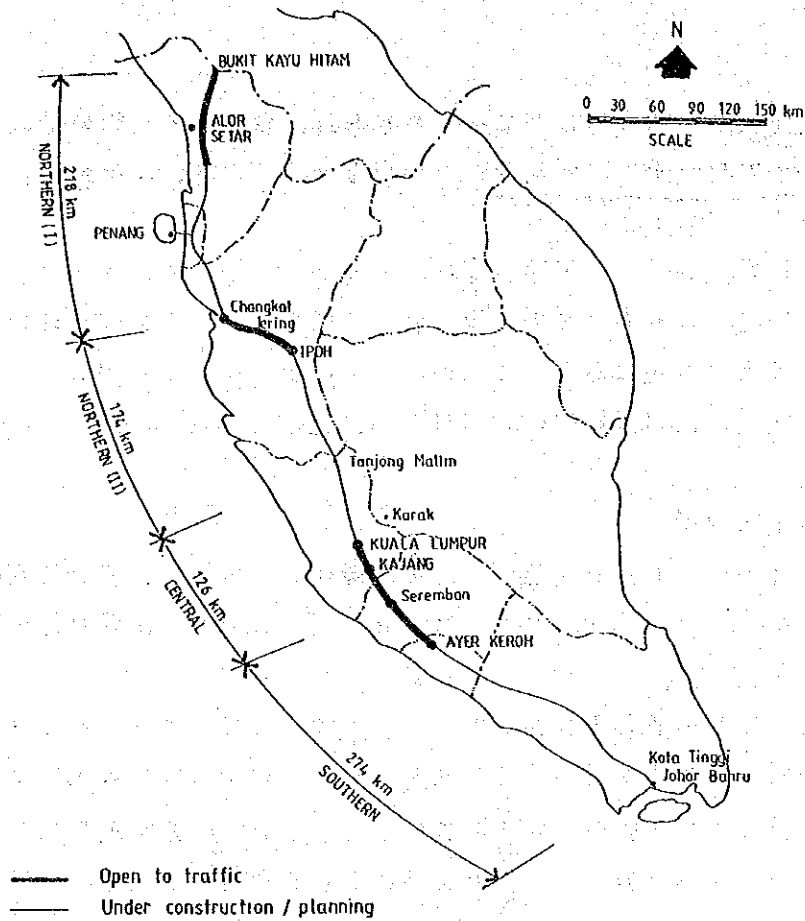 BUKIT KAYU HITAM
N
0 30 60 90 120 150 km
SCALE
ALOR
SETAR
218 km
NORTHERN (I)
PENANG
Changkat
Jering
IPOH
174 km
NORTHERN (II)
Tanjong Malim
Karak
KUALA LUMPUR
KAJANG
Seremban
126 km
CENTRAL
AYER KEROH
274 km
SOUTHERN
Kota Tinggi
Johor Bahru
Open to traffic
Under construction / planning